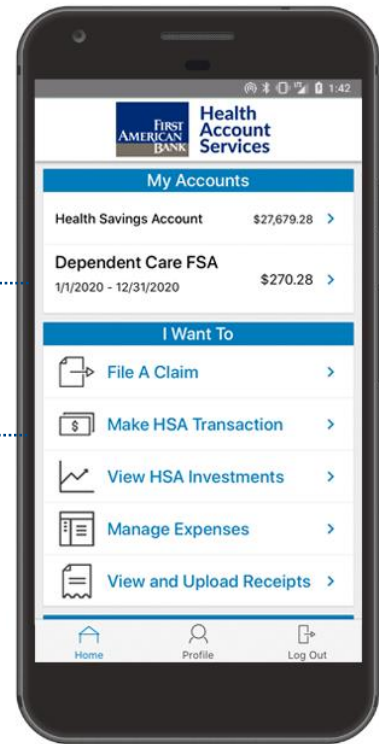 1:42
FIRST
AMERICAN
BANK
Health
Account
Services
My Accounts
Health Savings Account $27,679.28 >
Dependent Care FSA
1/1/2020 - 12/31/2020 $270.28 >
I Want To
File A Claim >
$ Make HSA Transaction >
View HSA Investments >
Manage Expenses >
View and Upload Receipts >
Home Profile Log Out